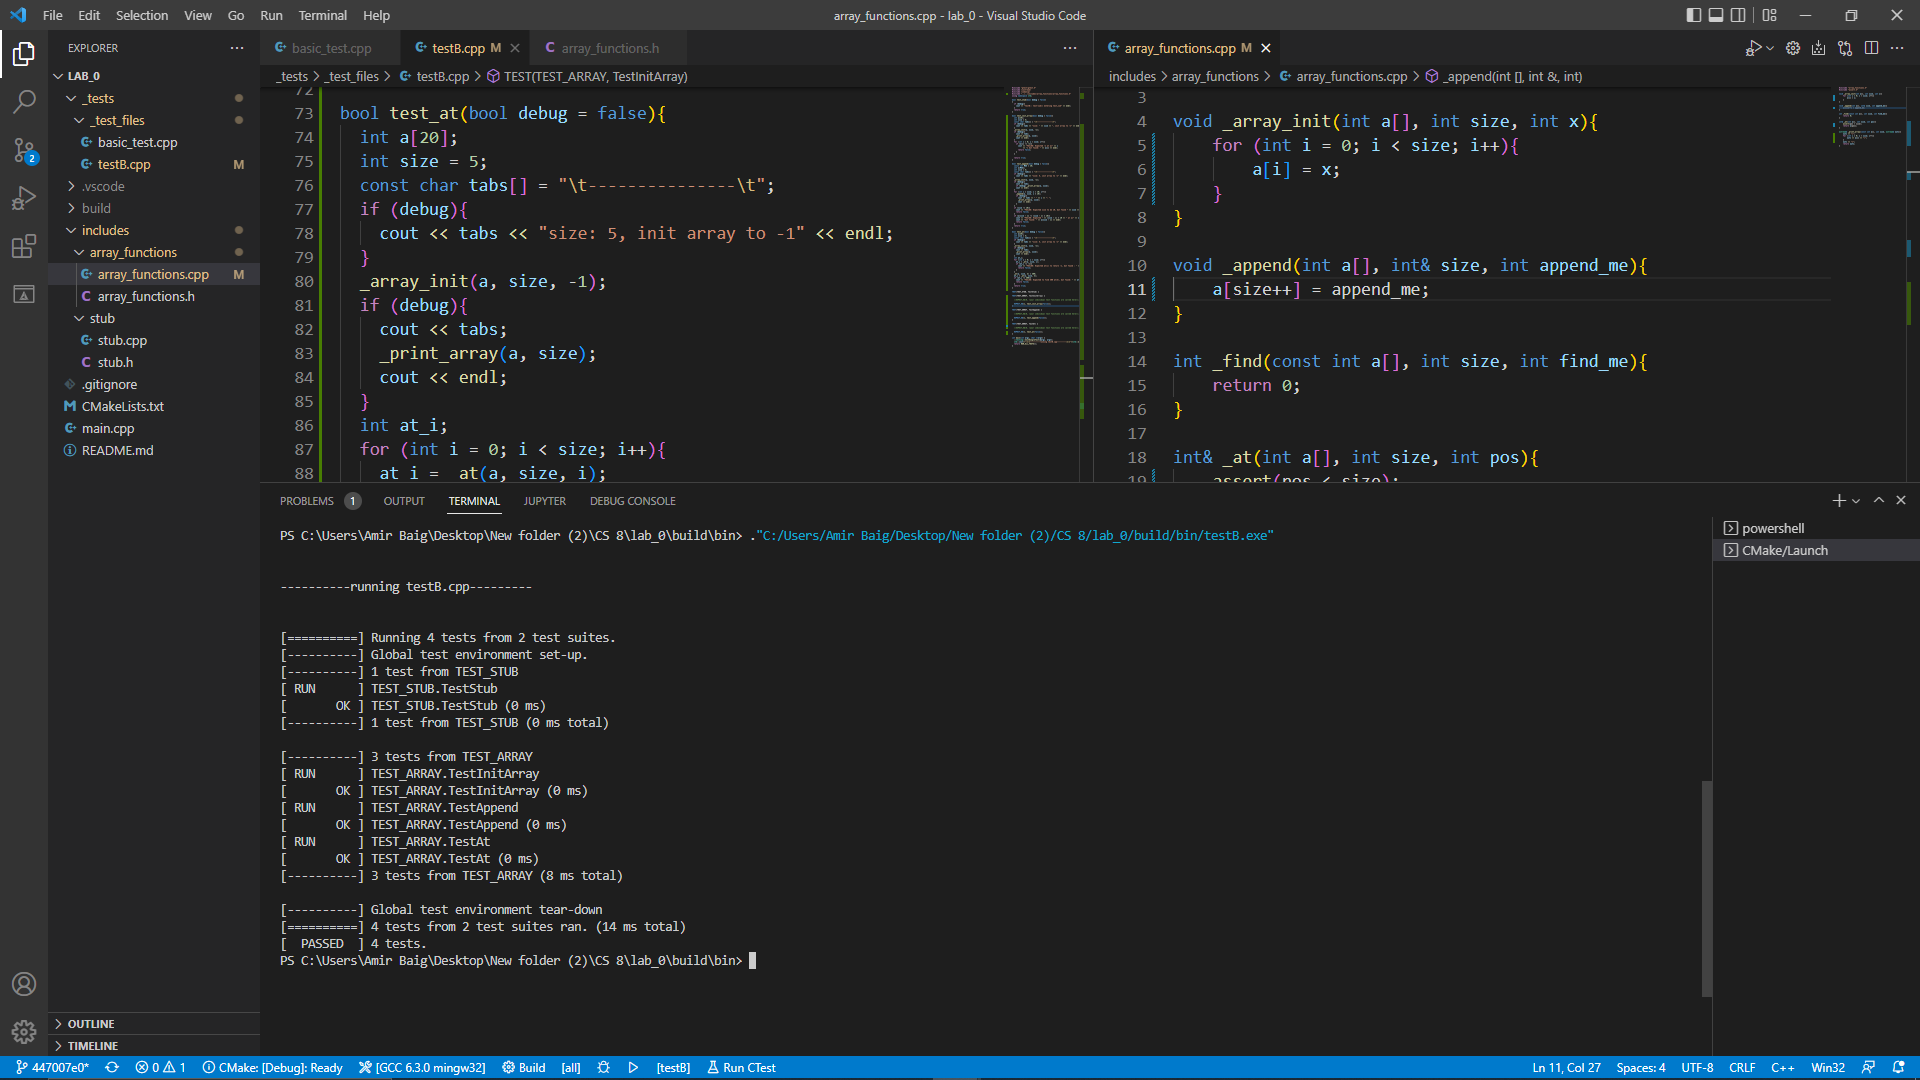 File Edit Selection View Go Run Terminal Help
array_functions.cpp - lab_0 - Visual Studio Code
EXPLORER
LAB_0
_tests
_test_files
basic_test.cpp
testB.cpp M
.vscode
build
includes
array_functions
array_functions.cpp M
array_functions.h
stub
stub.cpp
stub.h
.gitignore
CMakeLists.txt
main.cpp
README.md
OUTLINE
TIMELINE
basic_test.cpp testB.cpp M array_functions.h
_tests > _test_files > testB.cpp > TEST(TEST_ARRAY, TestInitArray)
72
73 bool test_at(bool debug = false){
74 int a[20];
75 int size = 5;
76 const char tabs[] = "\t---------------\t";
77 if (debug){
78 cout << tabs << "size: 5, init array to -1" << endl;
79 }
80 _array_init(a, size, -1);
81 if (debug){
82 cout << tabs;
83 _print_array(a, size);
84 cout << endl;
85 }
86 int at_i;
87 for (int i = 0; i < size; i++){
88 at_i = _at(a, size, i);
array_functions.cpp M
includes > array_functions > array_functions.cpp > _append(int [], int &, int)
3
4 void _array_init(int a[], int size, int x){
5 for (int i = 0; i < size; i++){
6 a[i] = x;
7 }
8 }
9
10 void _append(int a[], int& size, int append_me){
11 a[size++] = append_me;
12 }
13
14 int _find(const int a[], int size, int find_me){
15 return 0;
16 }
17
18 int& _at(int a[], int size, int pos){
19 assert(pos < size);
PROBLEMS 1 OUTPUT TERMINAL JUPYTER DEBUG CONSOLE
PS C:\Users\Amir Baig\Desktop\New folder (2)\CS 8\lab_0\build\bin> ."C:/Users/Amir Baig/Desktop/New folder (2)/CS 8/lab_0/build/bin/testB.exe"
----------running testB.cpp---------
[==========] Running 4 tests from 2 test suites.
[----------] Global test environment set-up.
[----------] 1 test from TEST_STUB
[ RUN      ] TEST_STUB.TestStub
[       OK ] TEST_STUB.TestStub (0 ms)
[----------] 1 test from TEST_STUB (0 ms total)
[----------] 3 tests from TEST_ARRAY
[ RUN      ] TEST_ARRAY.TestInitArray
[       OK ] TEST_ARRAY.TestInitArray (0 ms)
[ RUN      ] TEST_ARRAY.TestAppend
[       OK ] TEST_ARRAY.TestAppend (0 ms)
[ RUN      ] TEST_ARRAY.TestAt
[       OK ] TEST_ARRAY.TestAt (0 ms)
[----------] 3 tests from TEST_ARRAY (8 ms total)
[----------] Global test environment tear-down
[==========] 4 tests from 2 test suites ran. (14 ms total)
[  PASSED  ] 4 tests.
PS C:\Users\Amir Baig\Desktop\New folder (2)\CS 8\lab_0\build\bin>
powershell
CMake/Launch
2
447007e0* 0 1 CMake: [Debug]: Ready [GCC 6.3.0 mingw32] Build [all] [testB] Run CTest
Ln 11, Col 27 Spaces: 4 UTF-8 CRLF C++ Win32